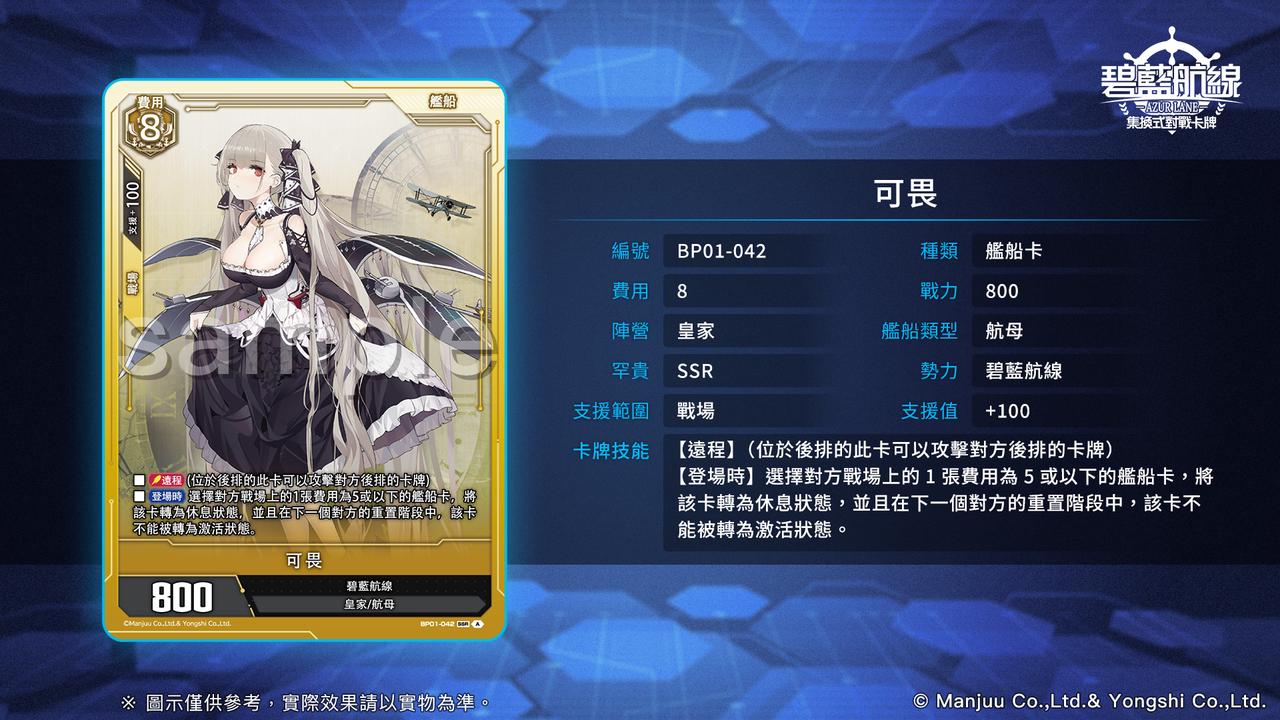 碧藍航線
AZUR LANE
集換式對戰卡牌
費用
8
艦船
支援+100
戰場
sample
■遠程(位於後排的此卡可以攻擊對方後排的卡牌)
■登場時 選擇對方戰場上的1張費用為5或以下的艦船卡，將
該卡轉為休息狀態，並且在下一個對方的重置階段中，該卡
不能被轉為激活狀態。
可畏
800
碧藍航線
皇家/航母
©Manjuu Co.,Ltd.& Yongshi Co.,Ltd.
BP01-042 SSR A
可畏
編號 BP01-042 種類 艦船卡
費用 8 戰力 800
陣營 皇家 艦船類型 航母
罕貴 SSR 勢力 碧藍航線
支援範圍 戰場 支援值 +100
卡牌技能 【遠程】（位於後排的此卡可以攻擊對方後排的卡牌）
【登場時】選擇對方戰場上的 1 張費用為 5 或以下的艦船卡，將
該卡轉為休息狀態，並且在下一個對方的重置階段中，該卡不
能被轉為激活狀態。
※ 圖示僅供參考，實際效果請以實物為準。
© Manjuu Co.,Ltd.& Yongshi Co.,Ltd.